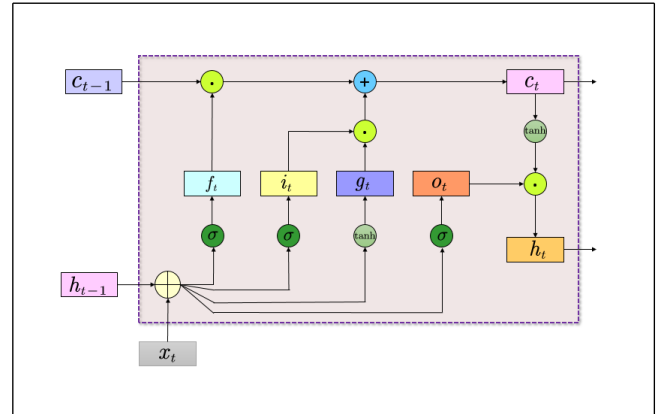 c_{t-1} · + c_t
· tanh
f_t i_t g_t o_t ·
σ σ tanh σ h_t
h_{t-1}
x_t